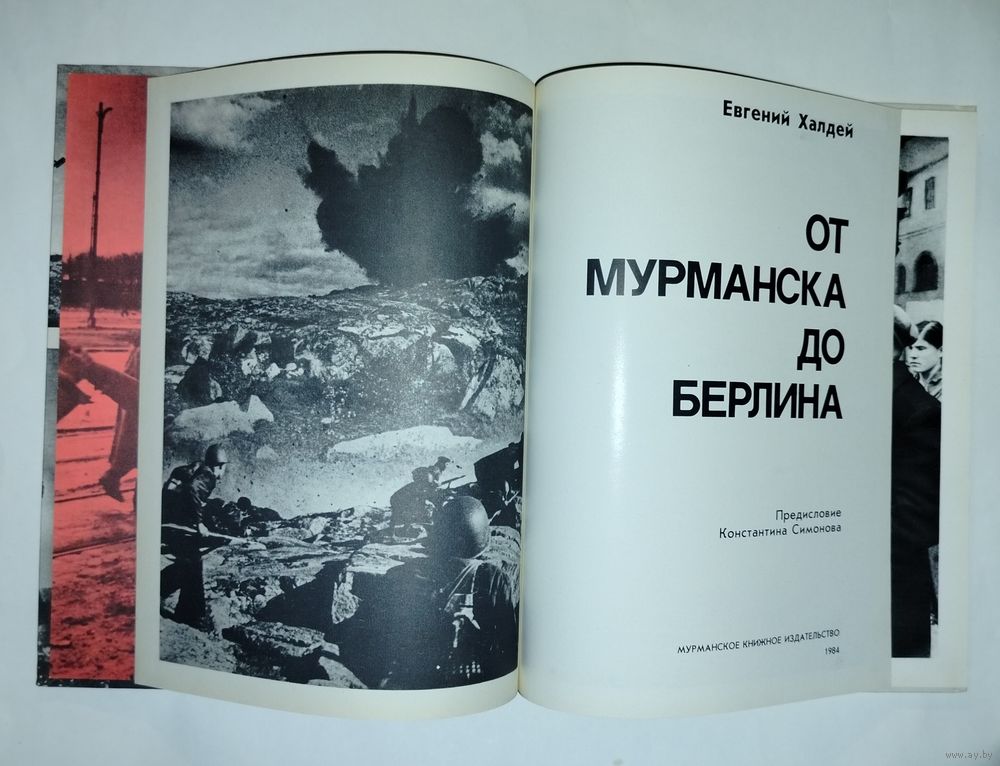 Евгений Халдей
ОТ
МУРМАНСКА
ДО
БЕРЛИНА
Предисловие
Константина Симонова
МУРМАНСКОЕ КНИЖНОЕ ИЗДАТЕЛЬСТВО
1984
www.ay.by